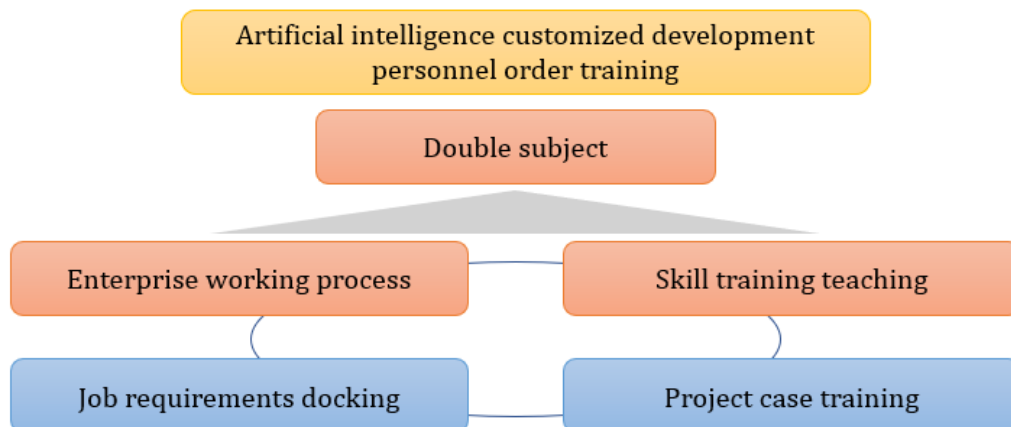 Artificial intelligence customized development
personnel order training
Double subject
Enterprise working process
Skill training teaching
Job requirements docking
Project case training